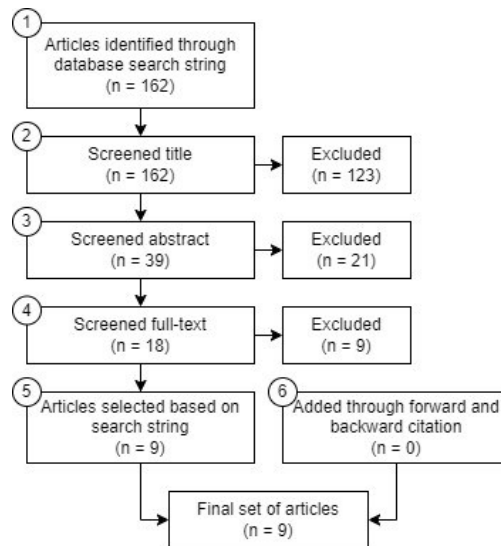 1
Articles identified through
database search string
(n = 162)
2
Screened title
(n = 162)
Excluded
(n = 123)
3
Screened abstract
(n = 39)
Excluded
(n = 21)
4
Screened full-text
(n = 18)
Excluded
(n = 9)
5
Articles selected based on
search string
(n = 9)
6
Added through forward and
backward citation
(n = 0)
Final set of articles
(n = 9)